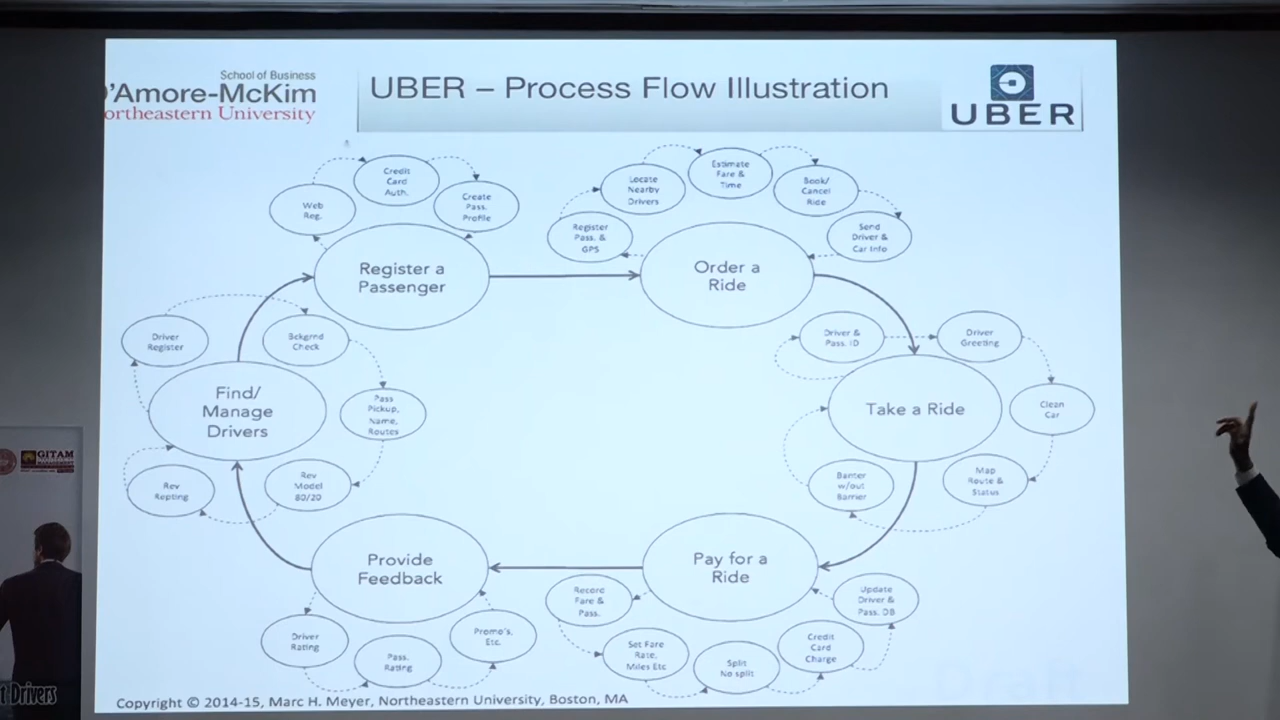 School of Business
D'Amore-McKim
ortheastern University
UBER – Process Flow Illustration
UBER
Credit
Card
Auth.
Web
Reg.
Create
Pass.
Profile
Register a
Passenger
Locate
Nearby
Drivers
Estimate
Fare &
Time
Book/
Cancel
Ride
Register
Pass. &
GPS
Send
Driver &
Car Info
Order a
Ride
Driver
Register
Bckgrnd
Check
Find/
Manage
Drivers
Pass
Pickup,
Name,
Routes
Rev
Repting
Rev
Model
80/20
Driver &
Pass. ID
Driver
Greeting
Take a Ride
Clean
Car
Banter
w/out
Barrier
Map
Route &
Status
Provide
Feedback
Driver
Rating
Pass.
Rating
Promo's,
Etc.
Pay for a
Ride
Record
Fare &
Pass.
Set Fare
Rate,
Miles Etc
Split
No split
Credit
Card
Charge
Update
Driver &
Pass. DB
Draft
Copyright © 2014-15, Marc H. Meyer, Northeastern University, Boston, MA
GITAM
t Drivers